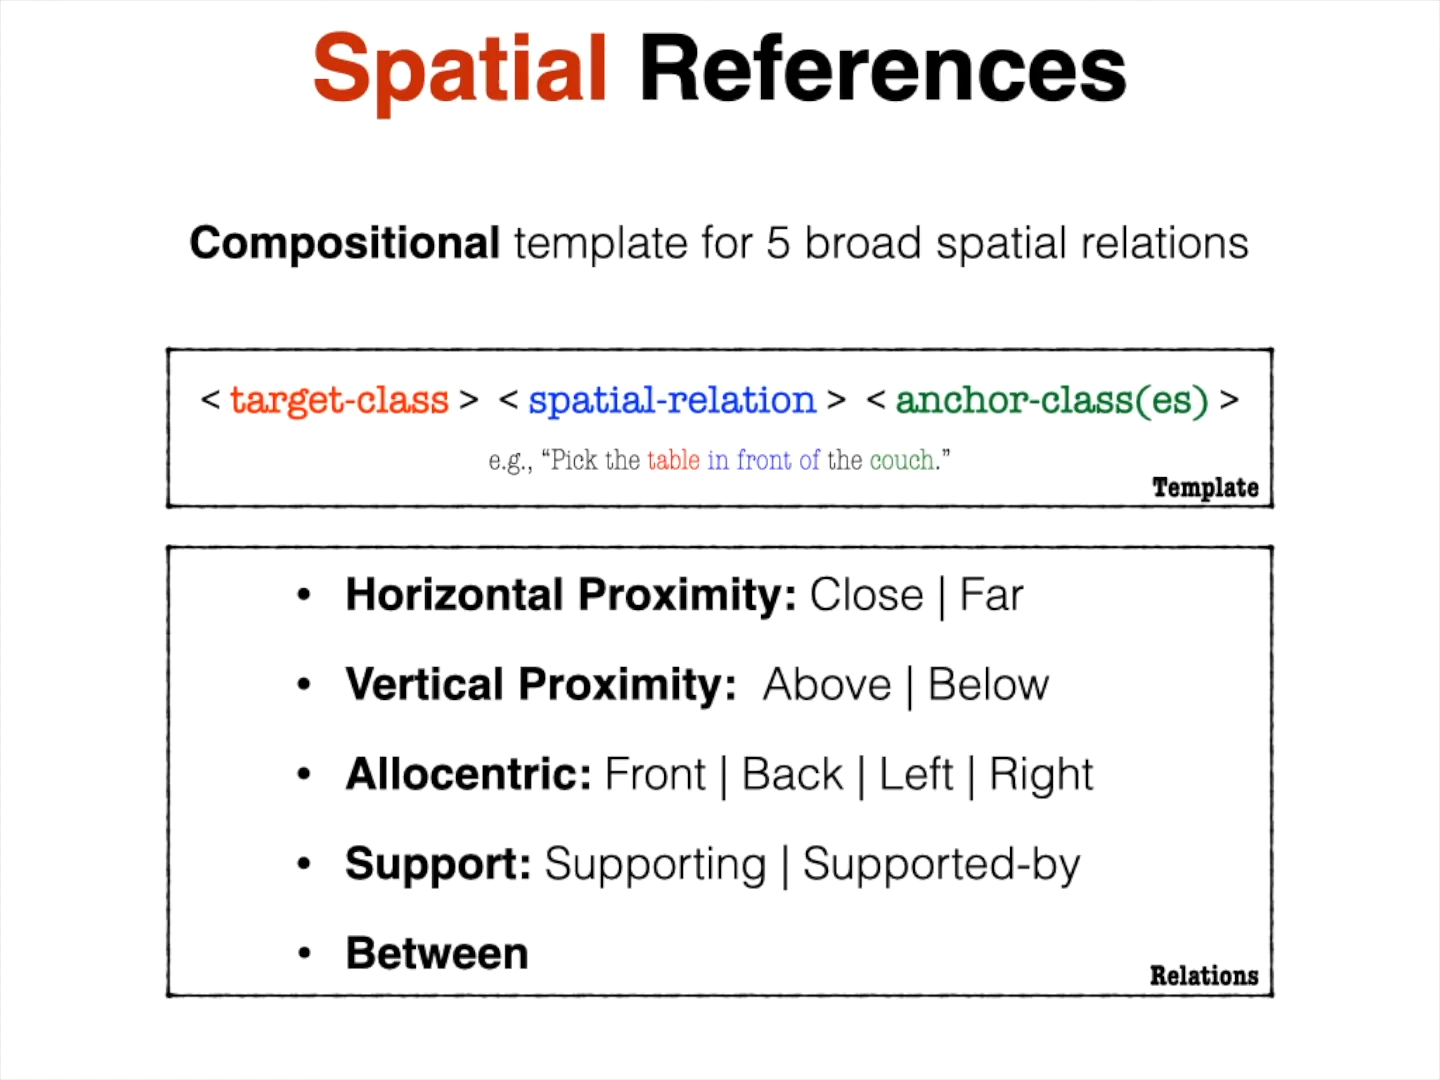 Spatial References
Compositional template for 5 broad spatial relations
< target-class > < spatial-relation > < anchor-class(es) >
e.g., “Pick the table in front of the couch.”
Template
• Horizontal Proximity: Close | Far
• Vertical Proximity: Above | Below
• Allocentric: Front | Back | Left | Right
• Support: Supporting | Supported-by
• Between
Relations